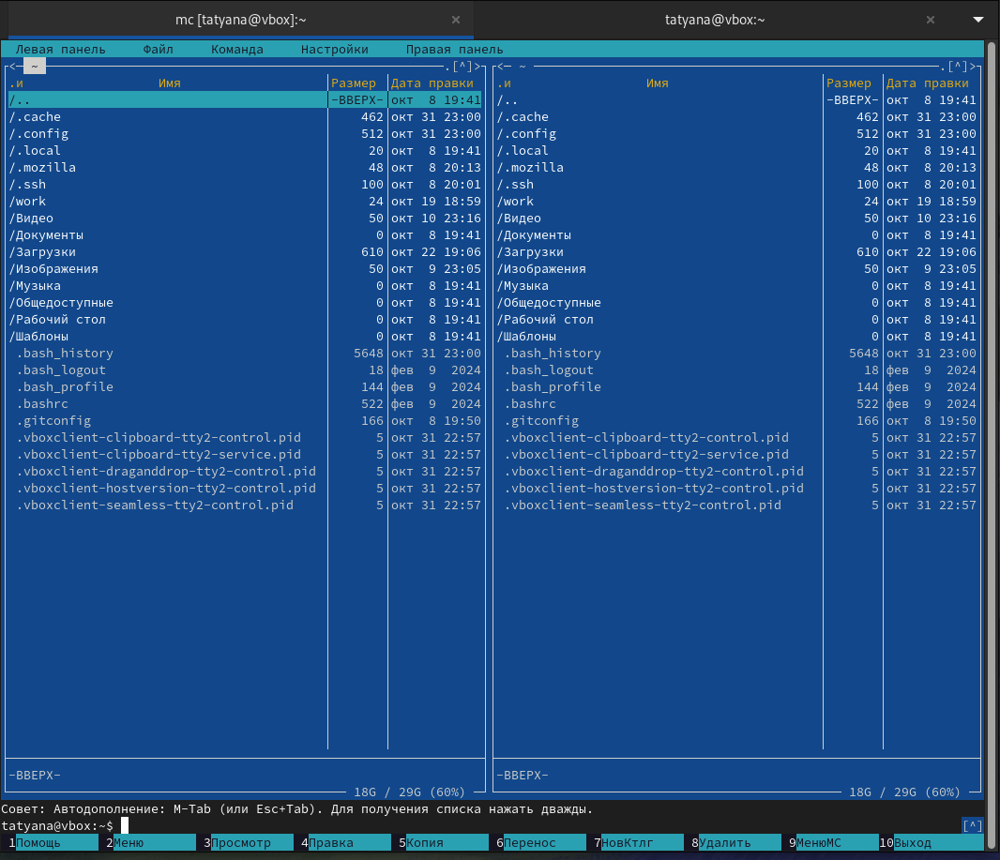 mc [tatyana@vbox]:~ × tatyana@vbox:~ ×
Левая панель Файл Команда Настройки Правая панель
<— ~ .[^]> <— ~ .[^]>
.и Имя Размер Дата правки .и Имя Размер Дата правки
/.. -ВВЕРХ- окт 8 19:41 /.. -ВВЕРХ- окт 8 19:41
/.cache 462 окт 31 23:00 /.cache 462 окт 31 23:00
/.config 512 окт 31 23:00 /.config 512 окт 31 23:00
/.local 20 окт 8 19:41 /.local 20 окт 8 19:41
/.mozilla 48 окт 8 20:13 /.mozilla 48 окт 8 20:13
/.ssh 100 окт 8 20:01 /.ssh 100 окт 8 20:01
/work 24 окт 19 18:59 /work 24 окт 19 18:59
/Видео 50 окт 10 23:16 /Видео 50 окт 10 23:16
/Документы 0 окт 8 19:41 /Документы 0 окт 8 19:41
/Загрузки 610 окт 22 19:06 /Загрузки 610 окт 22 19:06
/Изображения 50 окт 9 23:05 /Изображения 50 окт 9 23:05
/Музыка 0 окт 8 19:41 /Музыка 0 окт 8 19:41
/Общедоступные 0 окт 8 19:41 /Общедоступные 0 окт 8 19:41
/Рабочий стол 0 окт 8 19:41 /Рабочий стол 0 окт 8 19:41
/Шаблоны 0 окт 8 19:41 /Шаблоны 0 окт 8 19:41
.bash_history 5648 окт 31 23:00 .bash_history 5648 окт 31 23:00
.bash_logout 18 фев 9 2024 .bash_logout 18 фев 9 2024
.bash_profile 144 фев 9 2024 .bash_profile 144 фев 9 2024
.bashrc 522 фев 9 2024 .bashrc 522 фев 9 2024
.gitconfig 166 окт 8 19:50 .gitconfig 166 окт 8 19:50
.vboxclient-clipboard-tty2-control.pid 5 окт 31 22:57 .vboxclient-clipboard-tty2-control.pid 5 окт 31 22:57
.vboxclient-clipboard-tty2-service.pid 5 окт 31 22:57 .vboxclient-clipboard-tty2-service.pid 5 окт 31 22:57
.vboxclient-draganddrop-tty2-control.pid 5 окт 31 22:57 .vboxclient-draganddrop-tty2-control.pid 5 окт 31 22:57
.vboxclient-hostversion-tty2-control.pid 5 окт 31 22:57 .vboxclient-hostversion-tty2-control.pid 5 окт 31 22:57
.vboxclient-seamless-tty2-control.pid 5 окт 31 22:57 .vboxclient-seamless-tty2-control.pid 5 окт 31 22:57
-ВВЕРХ- -ВВЕРХ-
18G / 29G (60%) 18G / 29G (60%)
Совет: Автодополнение: M-Tab (или Esc+Tab). Для получения списка нажать дважды.
tatyana@vbox:~$ [^]
1Помощь 2Меню 3Просмотр 4Правка 5Копия 6Перенос 7НовКтлг 8Удалить 9МенюМС 10Выход